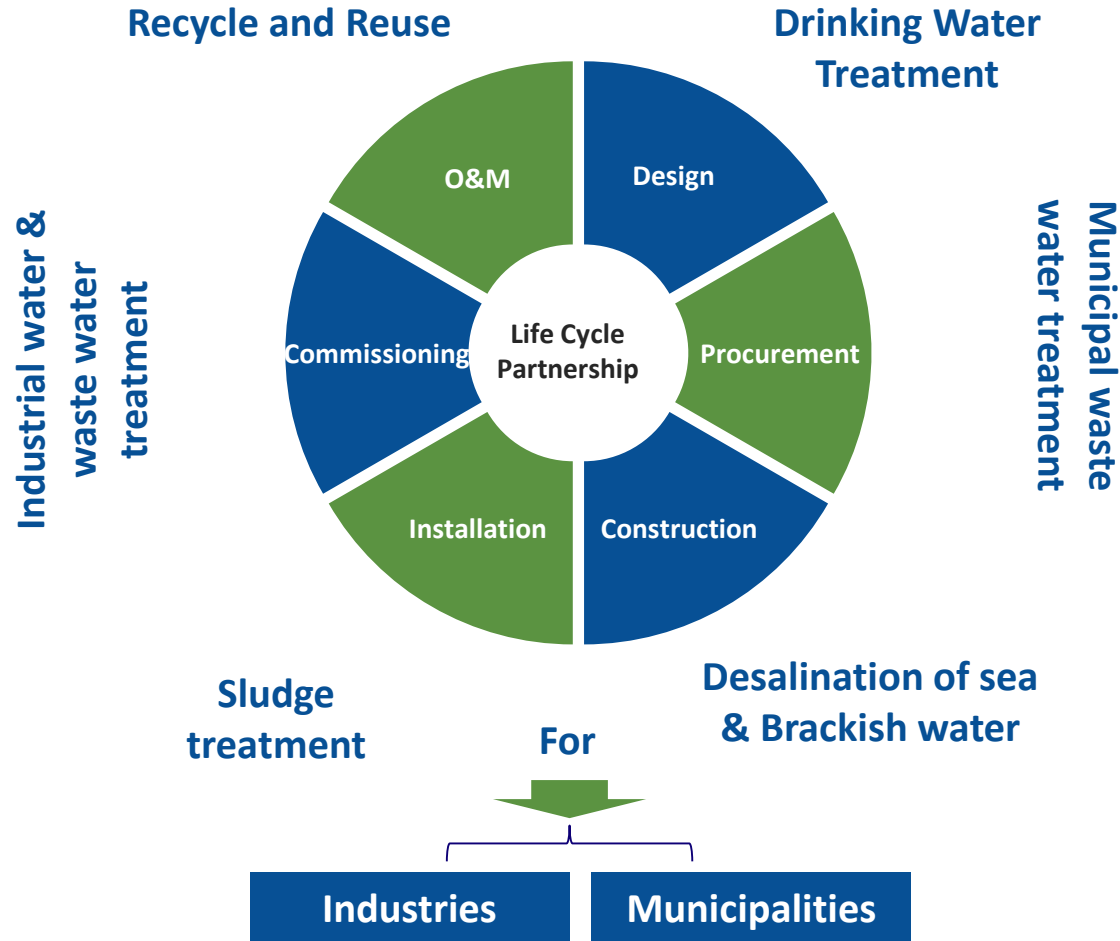 Recycle and Reuse
Drinking Water
Treatment
O&M
Design
Industrial water &
waste water
treatment
Municipal waste
water treatment
Commissioning
Life Cycle
Partnership
Procurement
Installation
Construction
Sludge
treatment
Desalination of sea
& Brackish water
For
Industries
Municipalities